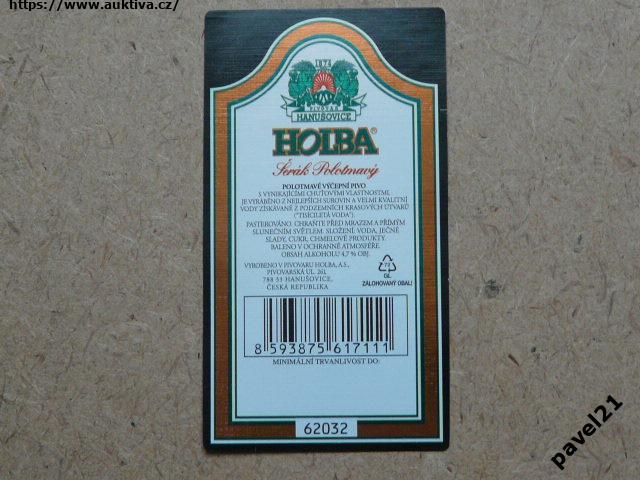 https://www.auktiva.cz/
1874
PIVOVAR
HANUŠOVICE
HOLBA®
Šerák Polotmavý
POLOTMAVÉ VÝČEPNÍ PIVO
S VYNIKAJÍCÍMI CHUŤOVÝMI VLASTNOSTMI,
JE VYRÁBĚNO Z NEJLEPŠÍCH SUROVIN A VELMI KVALITNÍ
VODY ZÍSKÁVANÉ Z PODZEMNÍCH KRASOVÝCH ÚTVARŮ
("TISÍCILETÁ VODA").
PASTEROVÁNO. CHRAŇTE PŘED MRAZEM A PŘÍMÝM
SLUNEČNÍM SVĚTLEM. SLOŽENÍ: VODA, JEČNÉ
SLADY, CUKR, CHMELOVÉ PRODUKTY.
BALENO V OCHRANNÉ ATMOSFÉŘE.
OBSAH ALKOHOLU 4,7 % OBJ.
VYROBENO V PIVOVARU HOLBA, A.S.,
PIVOVARSKÁ UL. 261,
788 33 HANUŠOVICE,
ČESKÁ REPUBLIKA
GL
ZÁLOHOVANÝ OBAL!
8 593875 617111
MINIMÁLNÍ TRVANLIVOST DO:
62032
pavel21